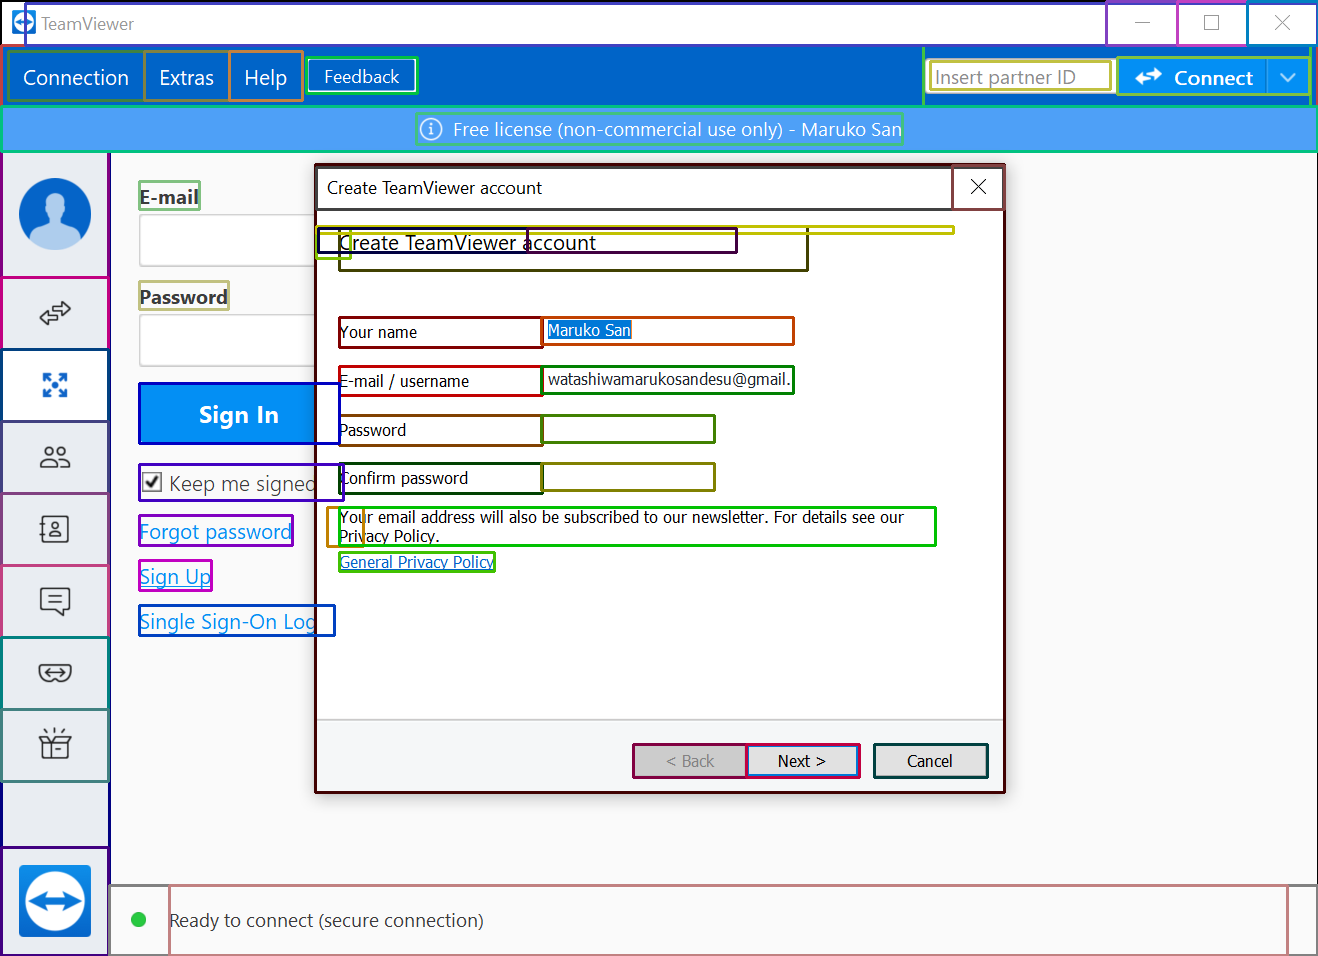 TeamViewer
Connection
Extras
Help
Feedback
Insert partner ID
Connect
Free license (non-commercial use only) - Maruko San
E-mail
Password
Sign In
Keep me signed
Forgot password
Sign Up
Single Sign-On Log
Create TeamViewer account
Create TeamViewer account
Your name
Maruko San
E-mail / username
watashiwamarukosandesu@gmail.
Password
Confirm password
Your email address will also be subscribed to our newsletter. For details see our
Privacy Policy.
General Privacy Policy
< Back
Next >
Cancel
Ready to connect (secure connection)